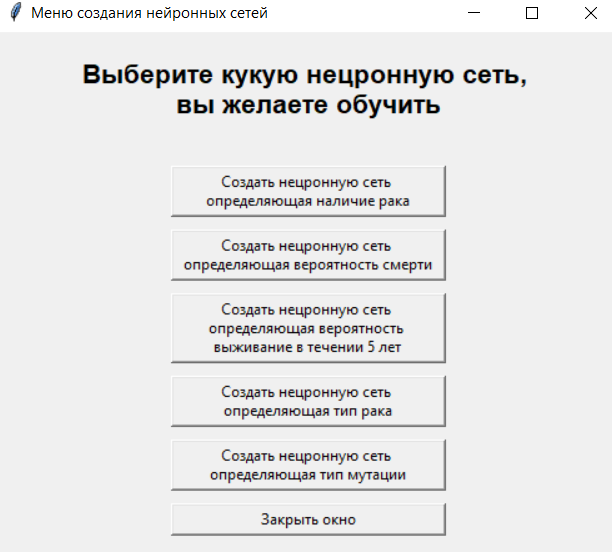 Меню создания нейронных сетей
Выберите кукую нецронную сеть,
вы желаете обучить
Создать нецронную сеть
определяющая наличие рака
Создать нецронную сеть
определяющая вероятность смерти
Создать нецронную сеть
определяющая вероятность
выживание в течении 5 лет
Создать нецронную сеть
определяющая тип рака
Создать нецронную сеть
определяющая тип мутации
Закрыть окно